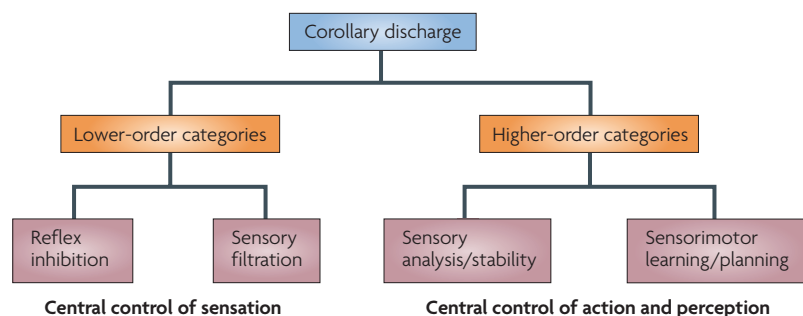 Corollary discharge
Lower-order categories
Higher-order categories
Reflex
inhibition
Sensory
filtration
Sensory
analysis/stability
Sensorimotor
learning/planning
Central control of sensation
Central control of action and perception